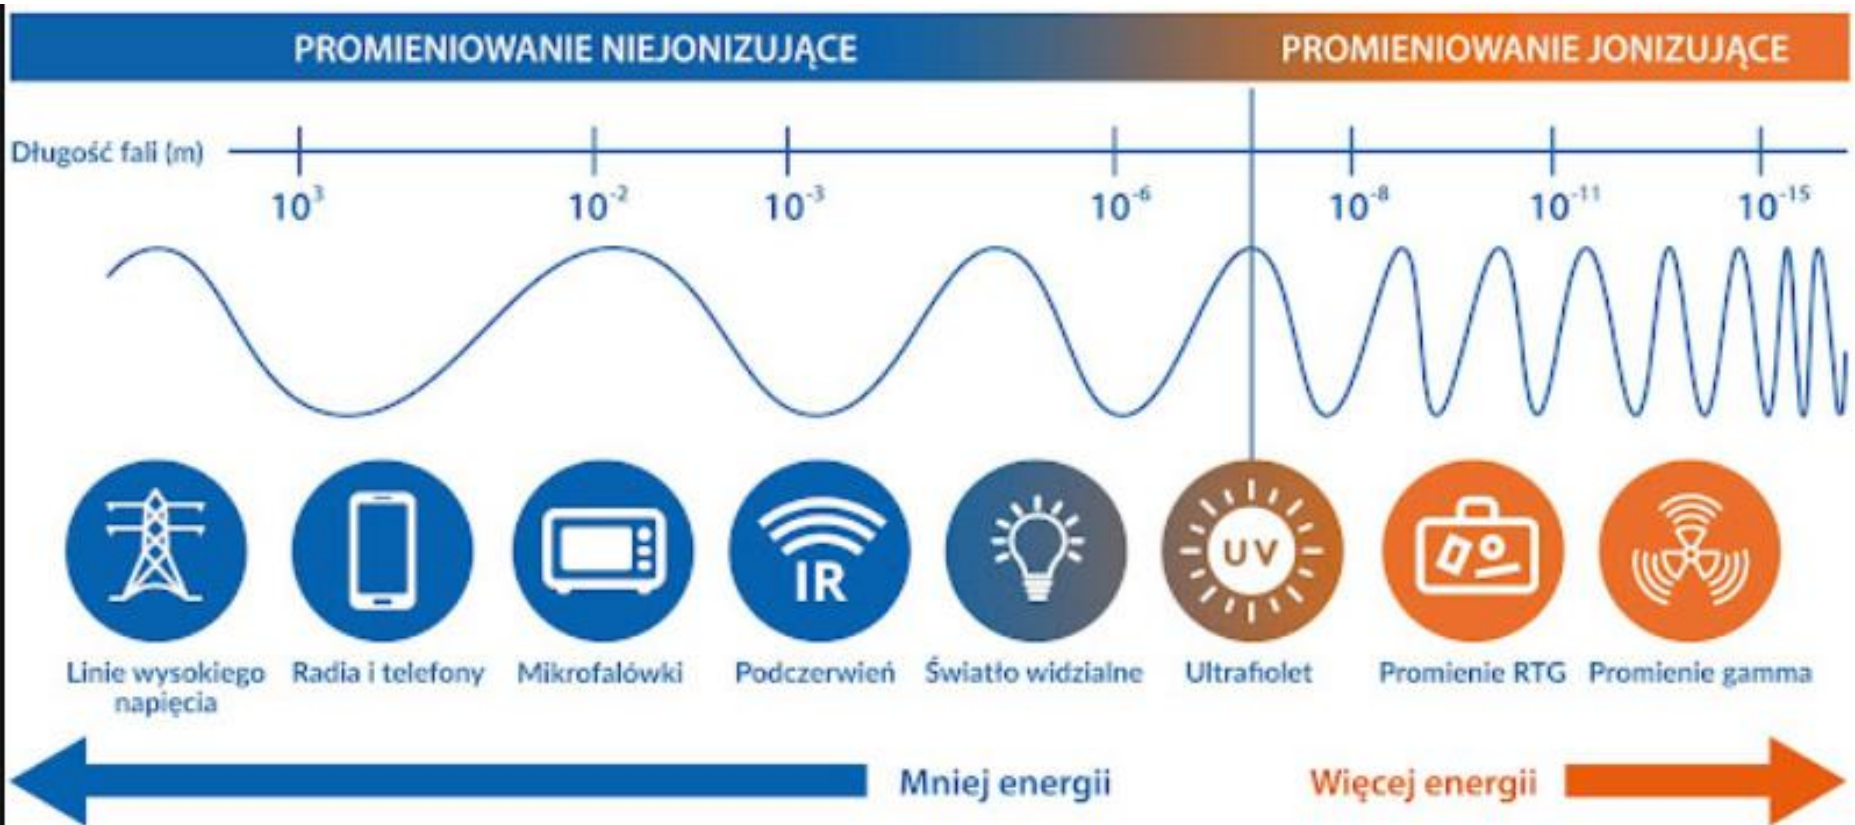 PROMIENIOWANIE NIEJONIZUJĄCE PROMIENIOWANIE JONIZUJĄCE
Długość fali (m)
10³ 10⁻² 10⁻³ 10⁻⁶ 10⁻⁸ 10⁻¹¹ 10⁻¹⁵
IR UV
Linie wysokiego napięcia
Radia i telefony
Mikrofalówki
Podczerwień
Światło widzialne
Ultrafiolet
Promienie RTG
Promienie gamma
Mniej energii Więcej energii